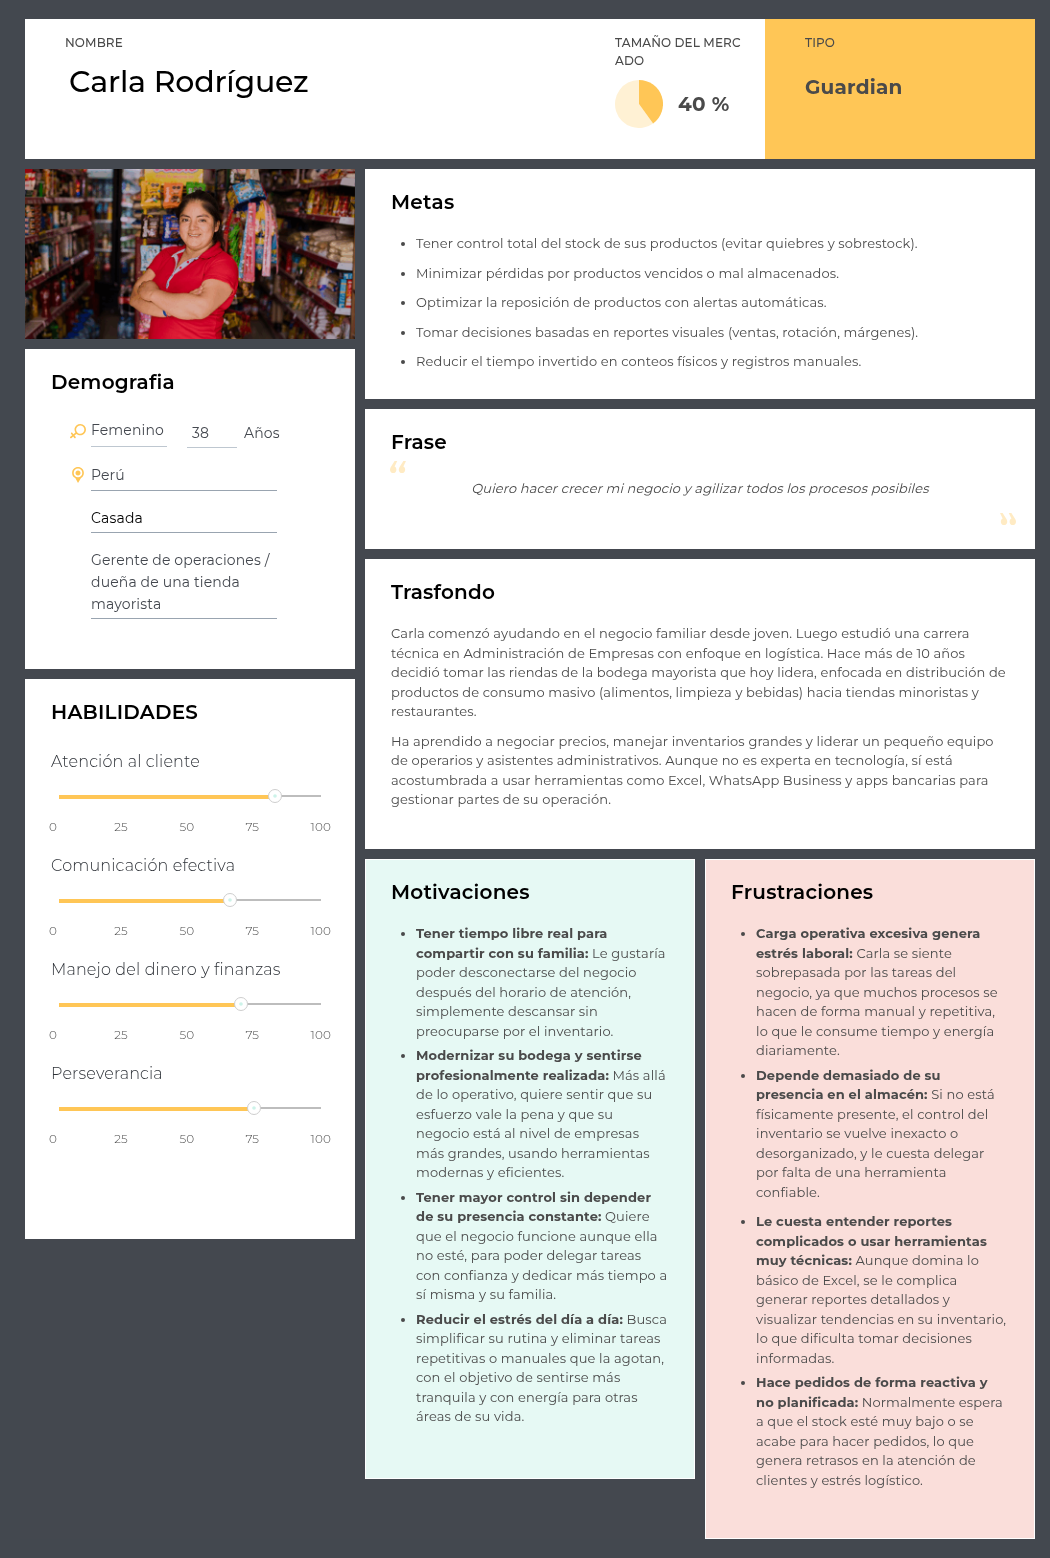 NOMBRE
Carla Rodríguez
TAMAÑO DEL MERC
ADO
40 %
TIPO
Guardian
Metas
• Tener control total del stock de sus productos (evitar quiebres y sobrestock).
• Minimizar pérdidas por productos vencidos o mal almacenados.
• Optimizar la reposición de productos con alertas automáticas.
• Tomar decisiones basadas en reportes visuales (ventas, rotación, márgenes).
• Reducir el tiempo invertido en conteos físicos y registros manuales.
Demografia
Femenino 38 Años
Perú
Casada
Gerente de operaciones /
dueña de una tienda
mayorista
Frase
“
Quiero hacer crecer mi negocio y agilizar todos los procesos posibiles
”
Trasfondo
Carla comenzó ayudando en el negocio familiar desde joven. Luego estudió una carrera
técnica en Administración de Empresas con enfoque en logística. Hace más de 10 años
decidió tomar las riendas de la bodega mayorista que hoy lidera, enfocada en distribución de
productos de consumo masivo (alimentos, limpieza y bebidas) hacia tiendas minoristas y
restaurantes.
Ha aprendido a negociar precios, manejar inventarios grandes y liderar un pequeño equipo
de operarios y asistentes administrativos. Aunque no es experta en tecnología, sí está
acostumbrada a usar herramientas como Excel, WhatsApp Business y apps bancarias para
gestionar partes de su operación.
HABILIDADES
Atención al cliente
0 25 50 75 100
Comunicación efectiva
0 25 50 75 100
Manejo del dinero y finanzas
0 25 50 75 100
Perseverancia
0 25 50 75 100
Motivaciones
• Tener tiempo libre real para
compartir con su familia: Le gustaría
poder desconectarse del negocio
después del horario de atención,
simplemente descansar sin
preocuparse por el inventario.
• Modernizar su bodega y sentirse
profesionalmente realizada: Más allá
de lo operativo, quiere sentir que su
esfuerzo vale la pena y que su
negocio está al nivel de empresas
más grandes, usando herramientas
modernas y eficientes.
• Tener mayor control sin depender
de su presencia constante: Quiere
que el negocio funcione aunque ella
no esté, para poder delegar tareas
con confianza y dedicar más tiempo a
sí misma y su familia.
• Reducir el estrés del día a día: Busca
simplificar su rutina y eliminar tareas
repetitivas o manuales que la agotan,
con el objetivo de sentirse más
tranquila y con energía para otras
áreas de su vida.
Frustraciones
• Carga operativa excesiva genera
estrés laboral: Carla se siente
sobrepasada por las tareas del
negocio, ya que muchos procesos se
hacen de forma manual y repetitiva,
lo que le consume tiempo y energía
diariamente.
• Depende demasiado de su
presencia en el almacén: Si no está
físicamente presente, el control del
inventario se vuelve inexacto o
desorganizado, y le cuesta delegar
por falta de una herramienta
confiable.
• Le cuesta entender reportes
complicados o usar herramientas
muy técnicas: Aunque domina lo
básico de Excel, se le complica
generar reportes detallados y
visualizar tendencias en su inventario,
lo que dificulta tomar decisiones
informadas.
• Hace pedidos de forma reactiva y
no planificada: Normalmente espera
a que el stock esté muy bajo o se
acabe para hacer pedidos, lo que
genera retrasos en la atención de
clientes y estrés logístico.